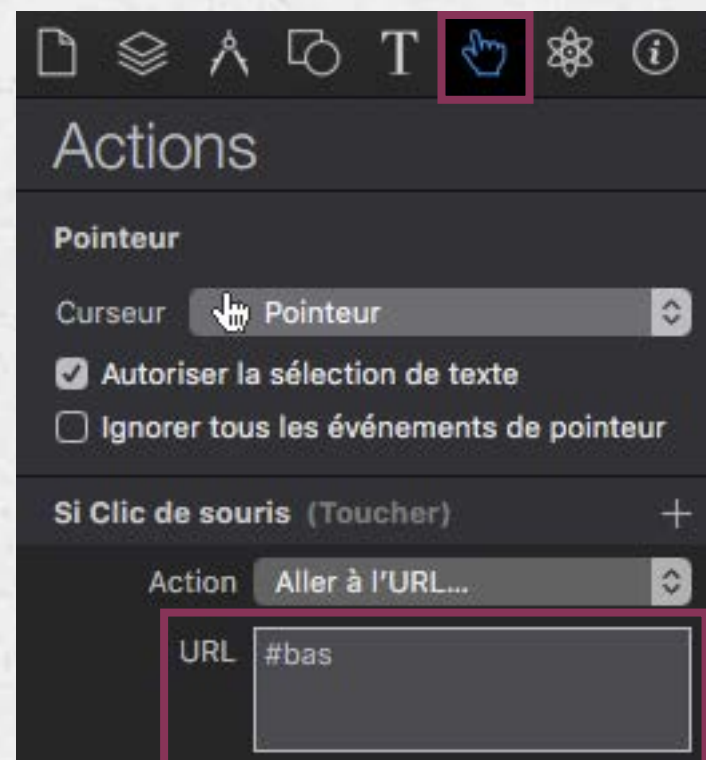 T
i
Actions
Pointeur
Curseur Pointeur
Autoriser la sélection de texte
Ignorer tous les événements de pointeur
Si Clic de souris (Toucher) +
Action Aller à l'URL...
URL #bas